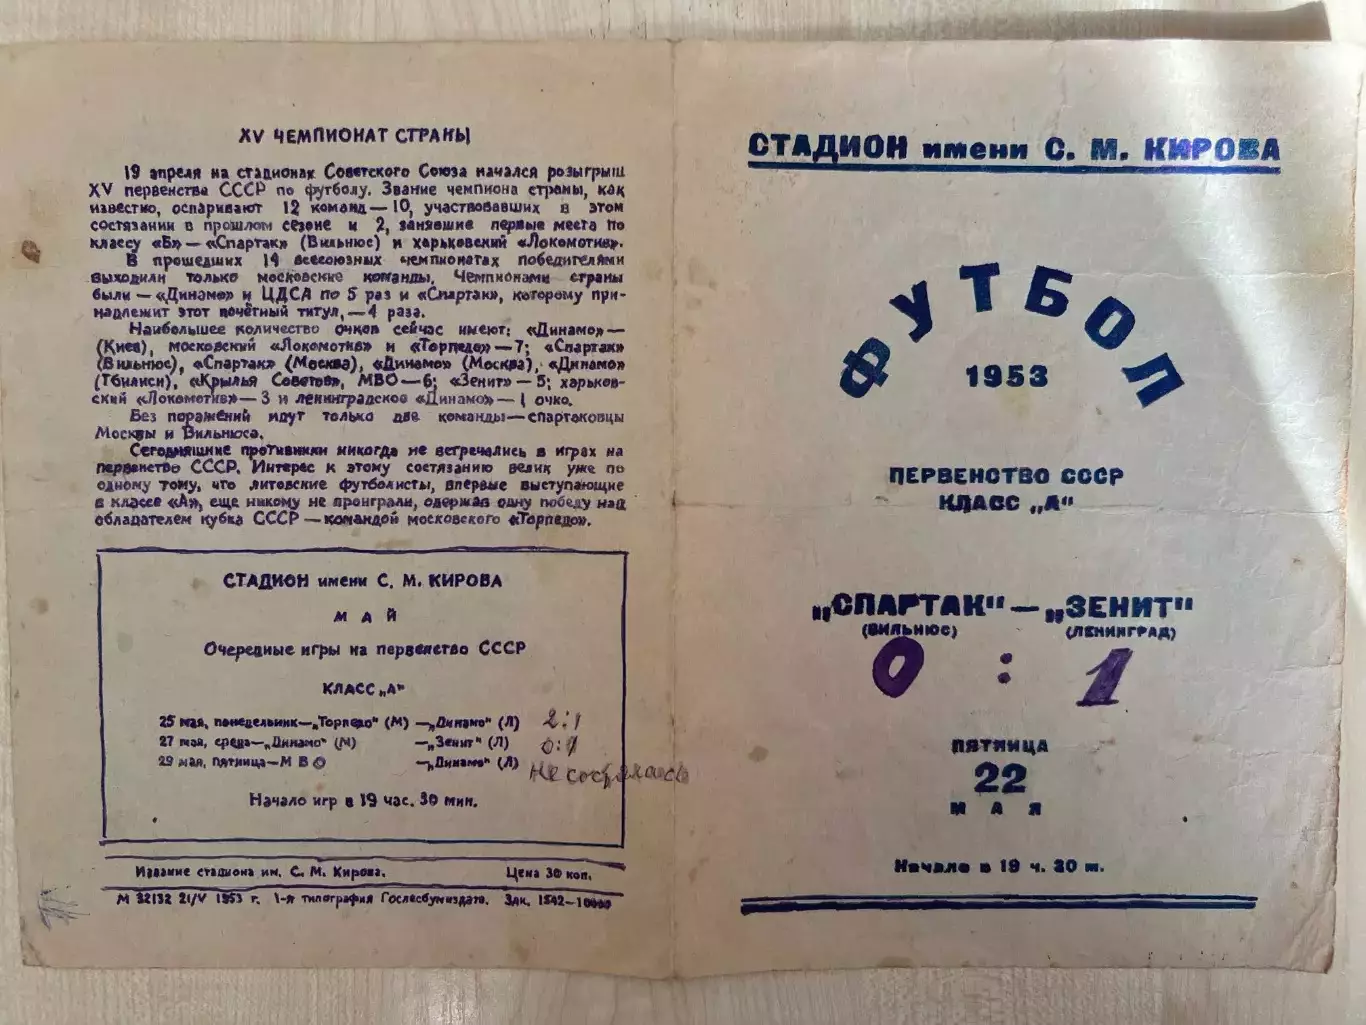 XV ЧЕМПИОНАТ СТРАНЫ
19 апреля на стадионах Советского Союза начался розыгрыш
XV первенства СССР по футболу. Звание чемпиона страны, как
известно, оспаривают 12 команд—10, участвовавших в этом
состязании в прошлом сезоне и 2, занявшие первые места по
классу «Б»—«Спартак» (Вильнюс) и харьковский «Локомотив».
В прошедших 14 всесоюзных чемпионатах победителями
выходили только московские команды. Чемпионами страны
были—«Динамо» и ЦДСА по 5 раз и «Спартак», которому при-
надлежит этот почётный титул,—4 раза.
Наибольшее количество очков сейчас имеют: «Динамо»—
(Киев), московский «Локомотив» и «Торпедо»—7; «Спартак»
(Вильнюс), «Спартак» (Москва), «Динамо» (Москва), «Динамо»
(Тбилиси), «Крылья Советов», МВО—6; «Зенит»—5; харьков-
ский «Локомотив»—3 и ленинградское «Динамо»—1 очко.
Без поражений идут только две команды—спартаковцы
Москвы и Вильнюса.
Сегодняшние противники никогда не встречались в играх на
первенство СССР. Интерес к этому состязанию велик уже по
одному тому, что литовские футболисты, впервые выступающие
в классе «А», еще никому не проиграли, одержав одну победу над
обладателем кубка СССР—командой московского «Торпедо».
СТАДИОН имени С. М. КИРОВА
МАЙ
Очередные игры на первенство СССР
КЛАСС „А"
25 мая, понедельник—„Торпедо" (М) —„Динамо" (Л) 2:1
27 мая, среда—„Динамо" (М) —„Зенит" (Л) 0:1
29 мая, пятница—МВО —„Динамо" (Л) не состоялась
Начало игр в 19 час. 30 мин.
Издание стадиона им. С. М. Кирова. Цена 30 коп.
М 32132 21/V 1953 г. 1-я типография Гослесбумиздата. Зак. 1542—10000
СТАДИОН имени С. М. КИРОВА
ФУТБОЛ
1953
ПЕРВЕНСТВО СССР
КЛАСС „А"
„СПАРТАК"—„ЗЕНИТ"
(ВИЛЬНЮС) (ЛЕНИНГРАД)
0 : 1
ПЯТНИЦА
22
МАЯ
Начало в 19 ч. 30 м.